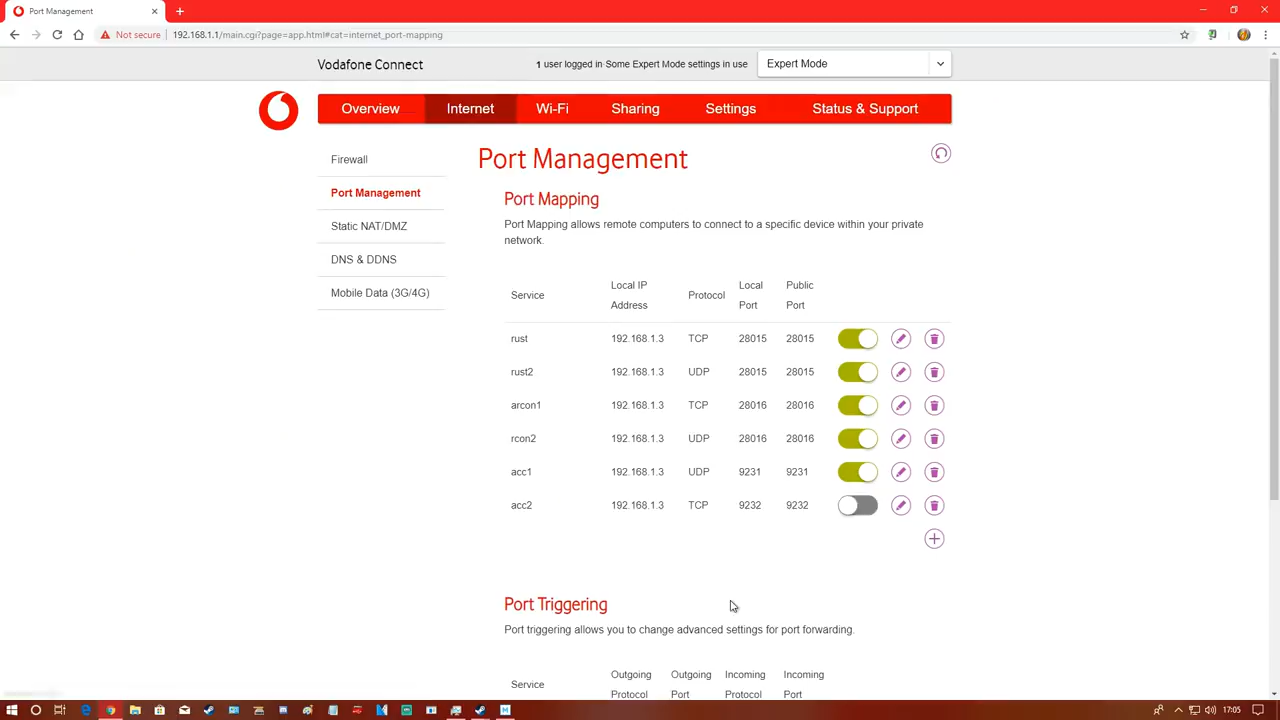 Port Management
Not secure
192.168.1.1/main.cgi?page=app.html#cat=internet_port-mapping
Vodafone Connect
1 user logged in Some Expert Mode settings in use
Expert Mode
Overview
Internet
Wi-Fi
Sharing
Settings
Status & Support
Firewall
Port Management
Static NAT/DMZ
DNS & DDNS
Mobile Data (3G/4G)
Port Management
Port Mapping
Port Mapping allows remote computers to connect to a specific device within your private
network.
Service Local IP Address Protocol Local Port Public Port
rust 192.168.1.3 TCP 28015 28015
rust2 192.168.1.3 UDP 28015 28015
arcon1 192.168.1.3 TCP 28016 28016
rcon2 192.168.1.3 UDP 28016 28016
acc1 192.168.1.3 UDP 9231 9231
acc2 192.168.1.3 TCP 9232 9232
Port Triggering
Port triggering allows you to change advanced settings for port forwarding.
Service Outgoing Protocol Outgoing Port Incoming Protocol Incoming Port
17:05